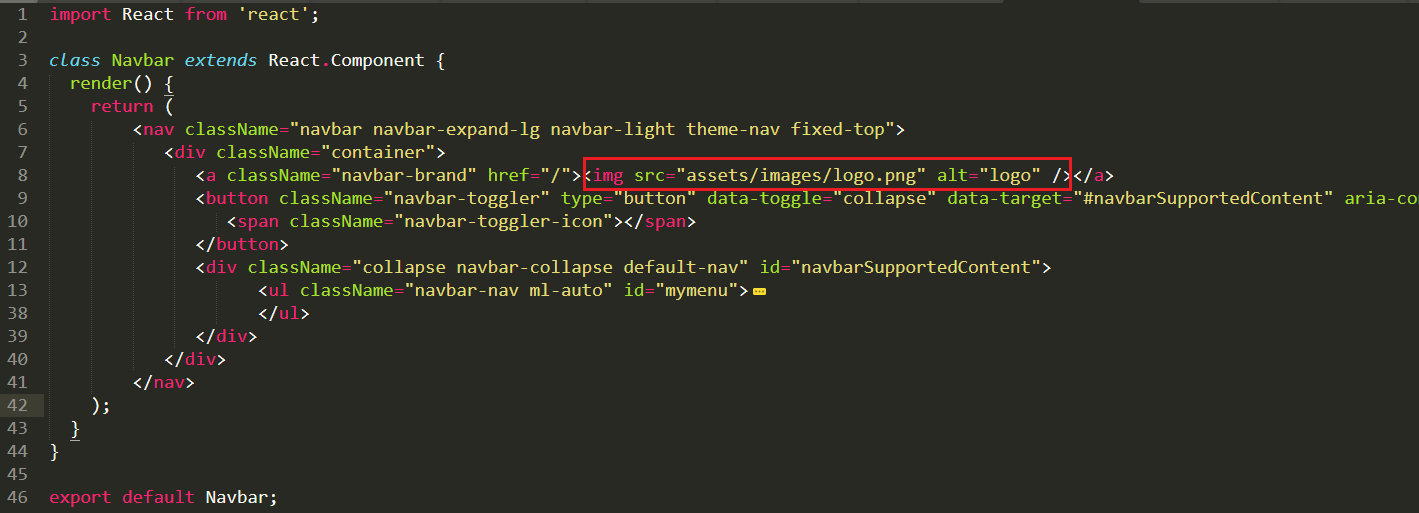 1 import React from 'react';
2
3 class Navbar extends React.Component {
4 render() {
5 return (
6 <nav className="navbar navbar-expand-lg navbar-light theme-nav fixed-top">
7 <div className="container">
8 <a className="navbar-brand" href="/"><img src="assets/images/logo.png" alt="logo" /></a>
9 <button className="navbar-toggler" type="button" data-toggle="collapse" data-target="#navbarSupportedContent" aria-co
10 <span className="navbar-toggler-icon"></span>
11 </button>
12 <div className="collapse navbar-collapse default-nav" id="navbarSupportedContent">
13 <ul className="navbar-nav ml-auto" id="mymenu">
38 </ul>
39 </div>
40 </div>
41 </nav>
42 );
43 }
44 }
45
46 export default Navbar;